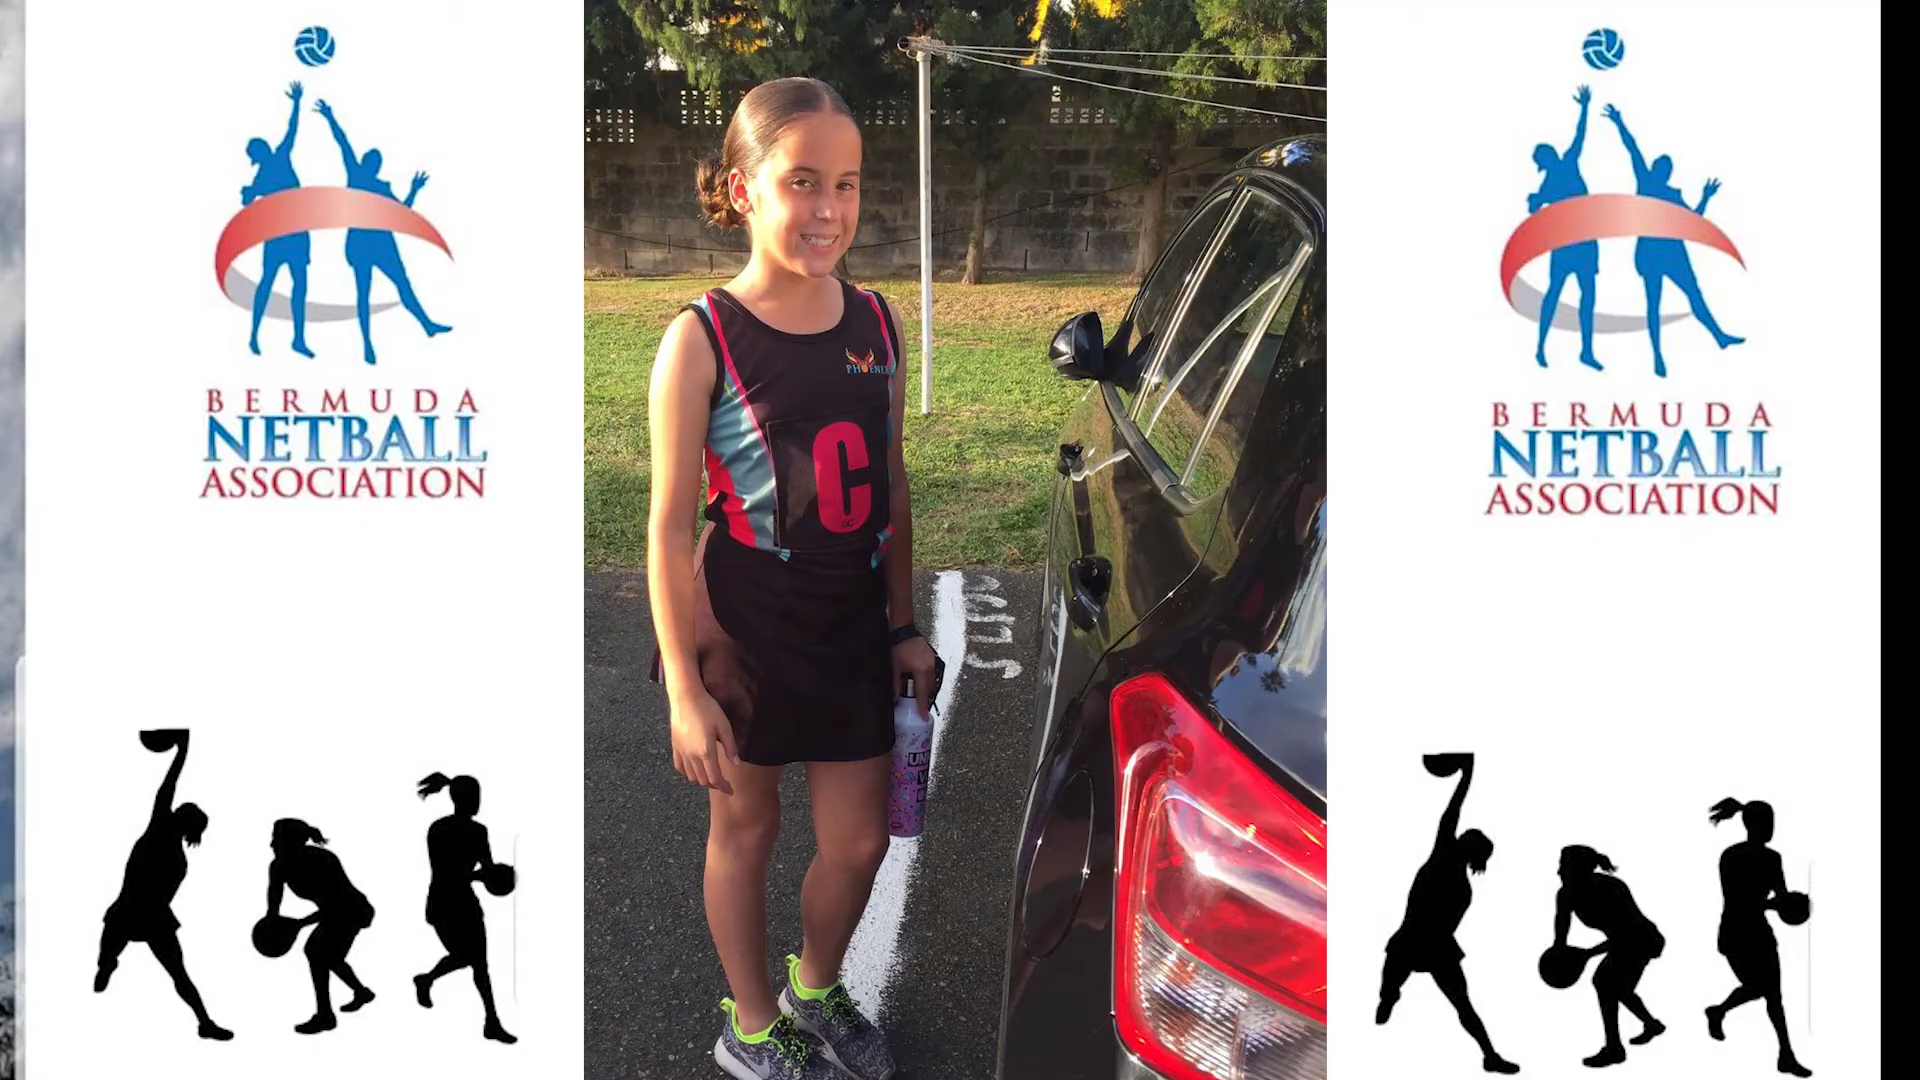 BERMUDA
NETBALL
ASSOCIATION
PHOENIX
C
BERMUDA
NETBALL
ASSOCIATION